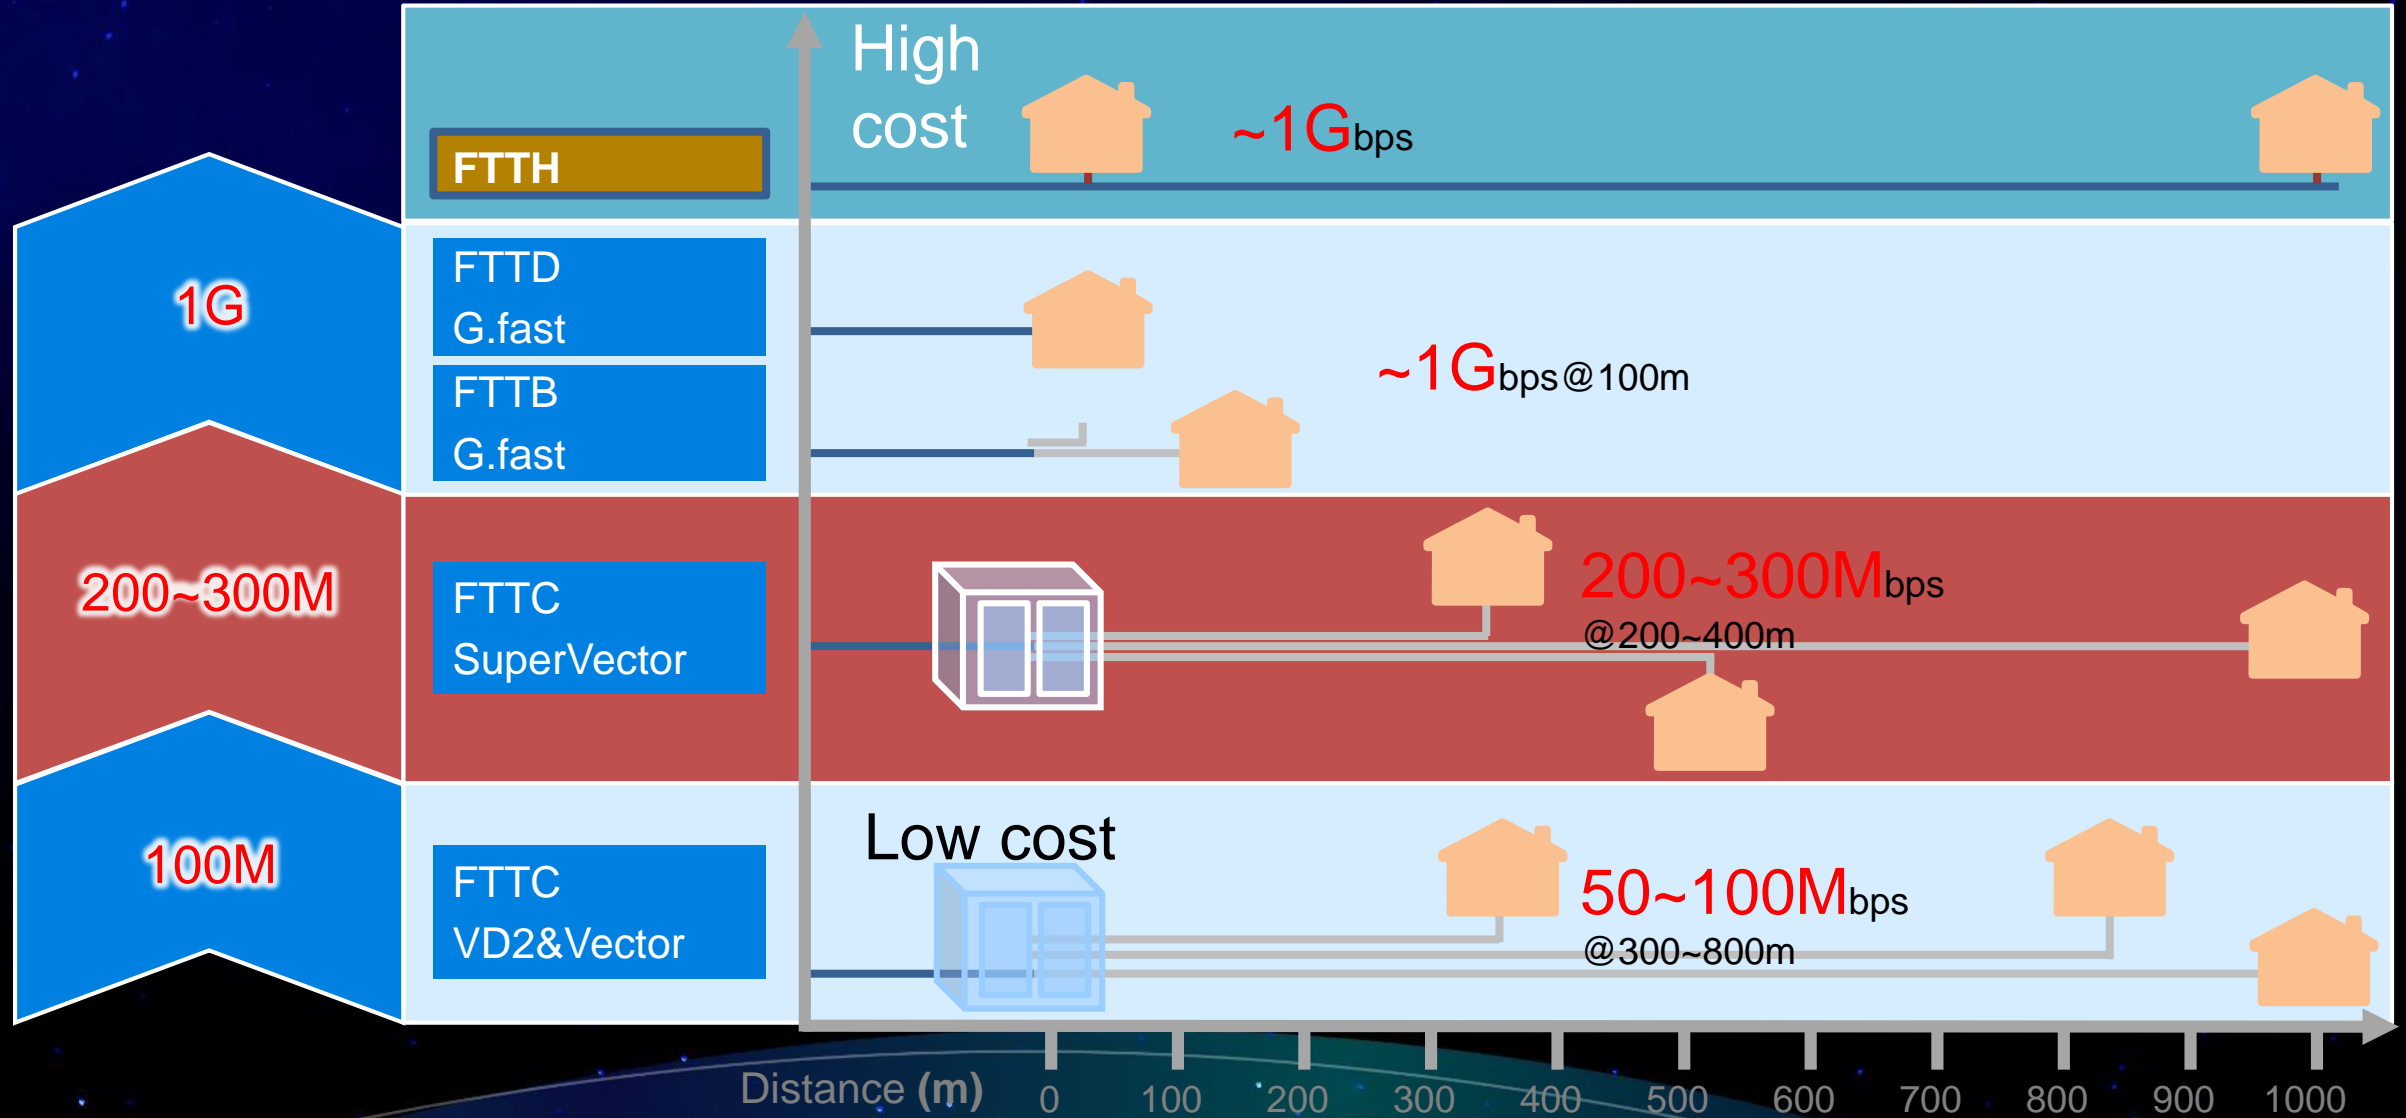 High
cost
~1Gbps
FTTH
1G
FTTD
G.fast
~1Gbps@100m
FTTB
G.fast
200~300M
FTTC
SuperVector
200~300Mbps
@200~400m
100M
Low cost
FTTC
VD2&Vector
50~100Mbps
@300~800m
Distance (m) 0 100 200 300 400 500 600 700 800 900 1000